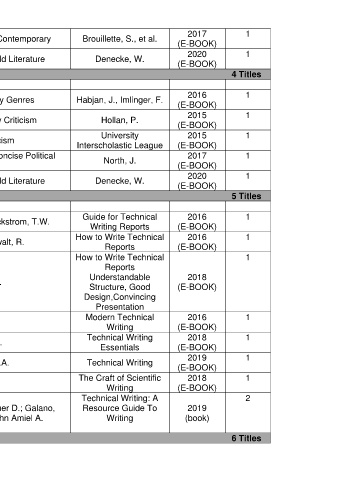 Contemporary Brouillette, S., et al. 2017 (E-BOOK) 1
ld Literature Denecke, W. 2020 (E-BOOK) 1
4 Titles
y Genres Habjan, J., Imlinger, F. 2016 (E-BOOK) 1
y Criticism Hollan, P. 2015 (E-BOOK) 1
cism University Interscholastic League 2015 (E-BOOK) 1
oncise Political North, J. 2017 (E-BOOK) 1
ld Literature Denecke, W. 2020 (E-BOOK) 1
5 Titles
ckstrom, T.W. Guide for Technical Writing Reports 2016 (E-BOOK) 1
valt, R. How to Write Technical Reports 2016 (E-BOOK) 1
How to Write Technical Reports Understandable Structure, Good Design,Convincing Presentation 2018 (E-BOOK) 1
Modern Technical Writing 2016 (E-BOOK) 1
Technical Writing Essentials 2018 (E-BOOK) 1
.A. Technical Writing 2019 (E-BOOK) 1
The Craft of Scientific Writing 2018 (E-BOOK) 1
er D.; Galano, hn Amiel A. Technical Writing: A Resource Guide To Writing 2019 (book) 2
6 Titles